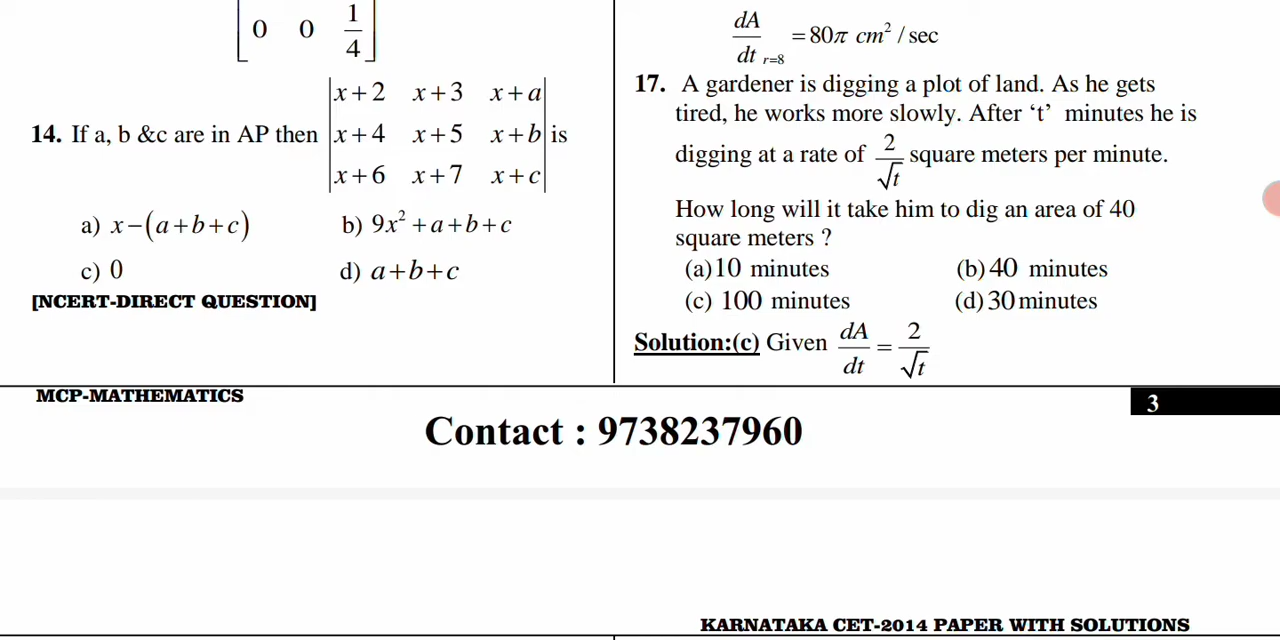 0 0 1/4
14. If a, b &c are in AP then |x+2 x+3 x+a|
|x+4 x+5 x+b| is
|x+6 x+7 x+c|
a) x−(a+b+c) b) 9x²+a+b+c
c) 0 d) a+b+c
[NCERT-DIRECT QUESTION]
dA/dt r=8 = 80π cm² / sec
17. A gardener is digging a plot of land. As he gets
tired, he works more slowly. After ‘t’ minutes he is
digging at a rate of 2/√t square meters per minute.
How long will it take him to dig an area of 40
square meters ?
(a)10 minutes (b)40 minutes
(c) 100 minutes (d)30minutes
Solution:(c) Given dA/dt = 2/√t
MCP-MATHEMATICS 3
Contact : 9738237960
KARNATAKA CET-2014 PAPER WITH SOLUTIONS